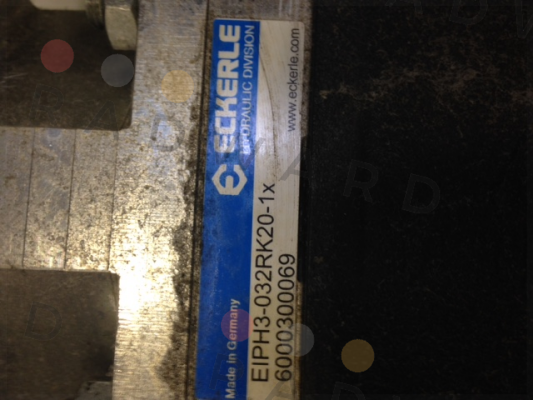 ECKERLE
HYDRAULIC DIVISION
www.eckerle.com
Made in Germany
EIPH3-032RK20-1x
6000300069